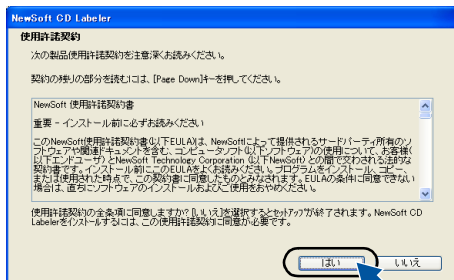 NewSoft CD Labeler
使用許諾契約
次の製品使用許諾契約を注意深くお読みください。
契約の残りの部分を読むには、[Page Down]キーを押してください。
NewSoft 使用許諾契約書
重要 - インストール前に必ずお読みください
このNewSoft使用許諾契約書(以下EULA)は、NewSoftによって提供されるサードパーティー所有のソ
フトウェアや関連ドキュメントを含む、コンピュータソフト(以下ソフトウェア)の使用について、お客様(
以下エンドユーザ)とNewSoft Technology Corporation (以下NewSoft)との間で交わされる法的な
契約書です。インストール前にこのEULAをよくお読みください。プログラムをインストール、コピー、
または使用された時点で、この契約書に同意したものとみなされます。EULAの条件に同意できない
場合は、直ちにソフトウェアのインストールおよびご使用をおやめください。
使用許諾契約の全条項に同意しますか?[いいえ]を選択するとセットアップが終了されます。NewSoft CD
Labelerをインストールするには、この使用許諾契約に同意が必要です。
はい
いいえ